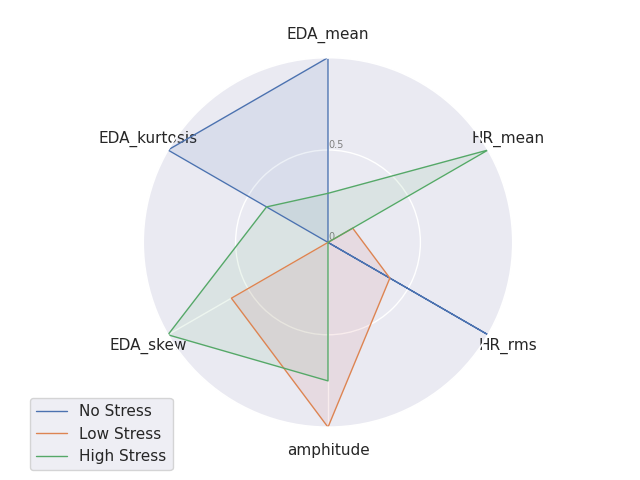 EDA_mean
EDA_kurtosis
HR_mean
0.5
0
EDA_skew
HR_rms
amphitude
No Stress
Low Stress
High Stress